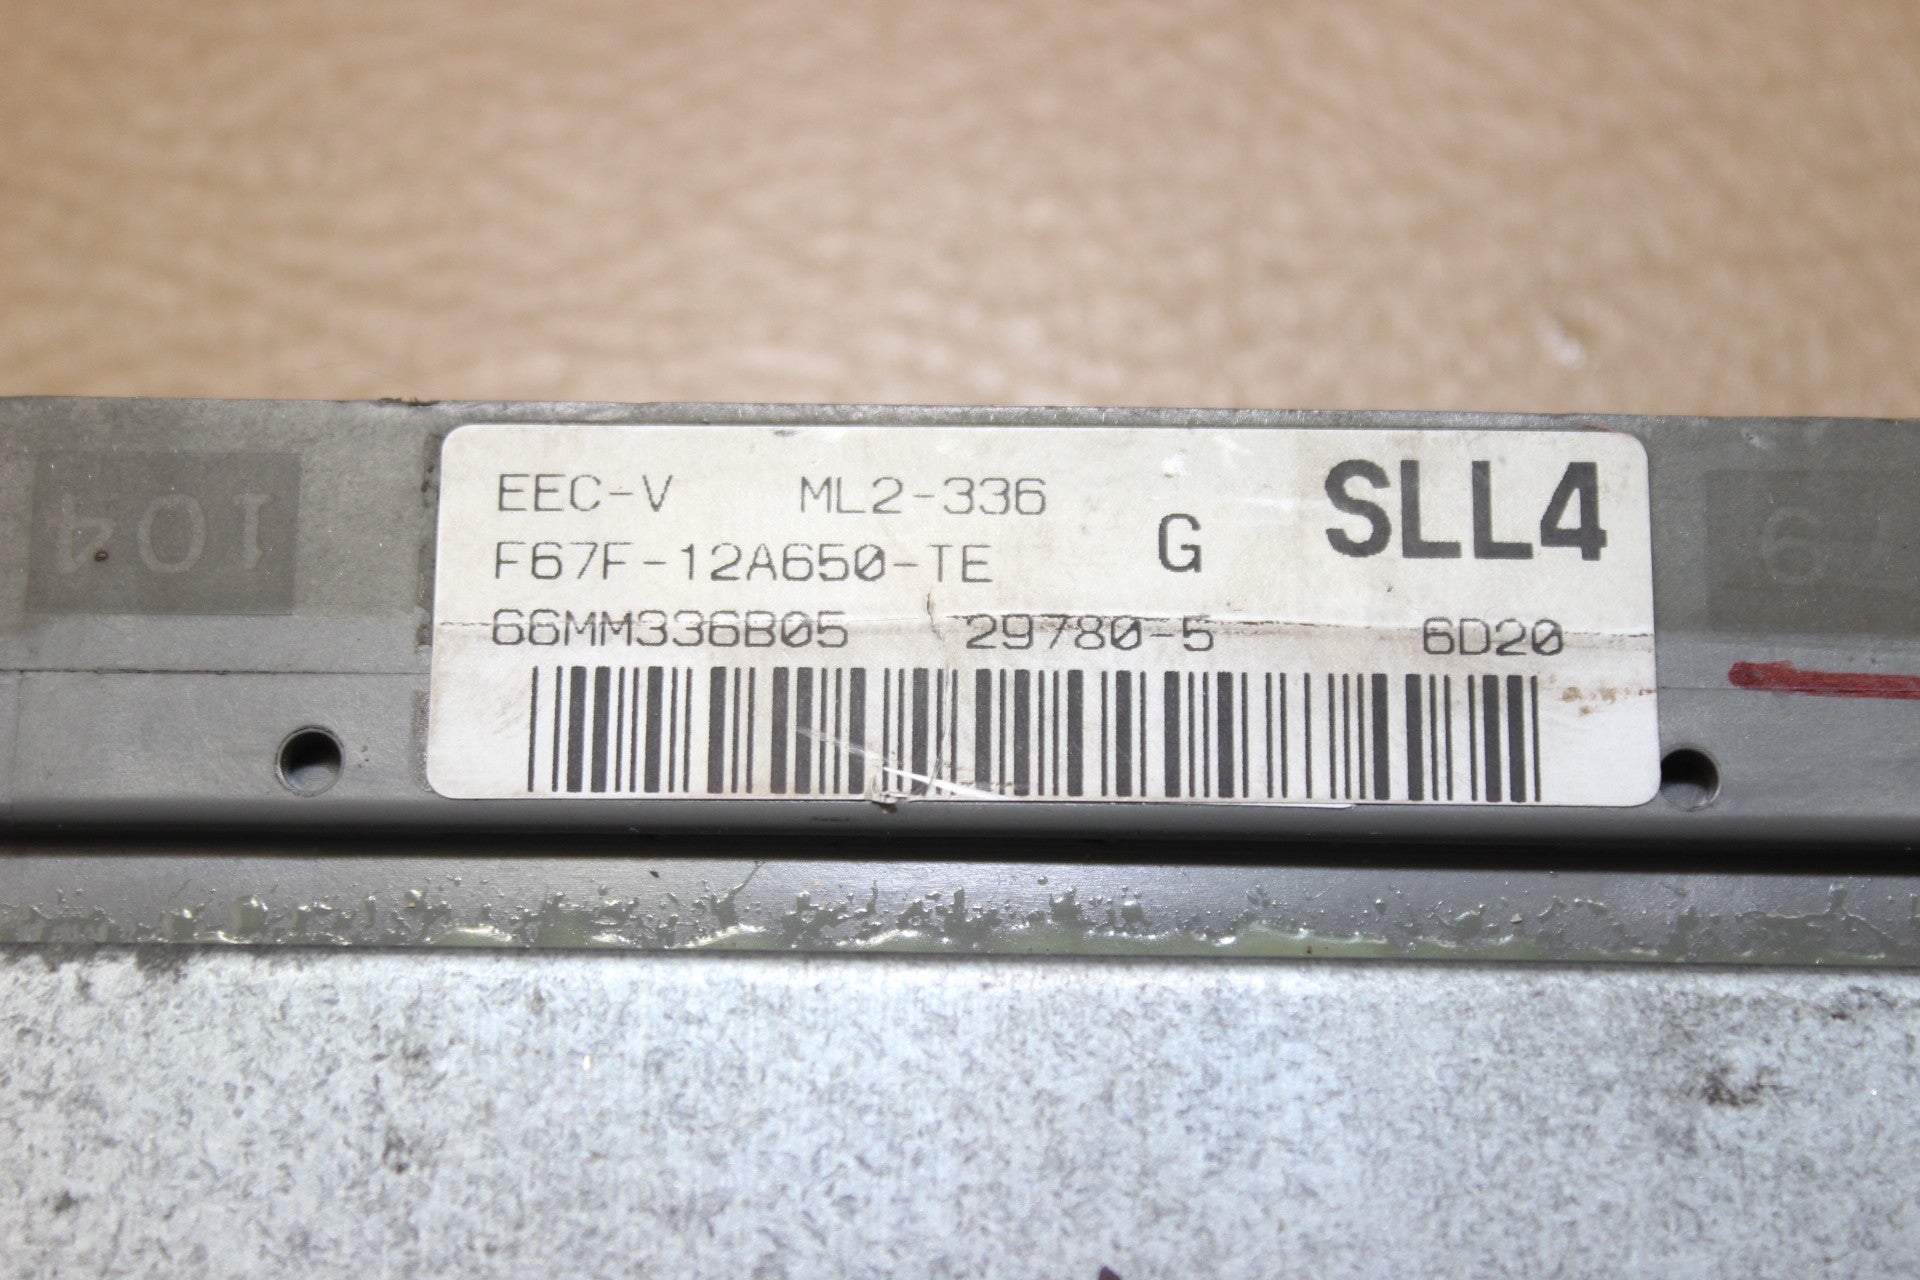 EEC-V ML2-336 G SLL4
F67F-12A650-TE
66MM336B05 29780-5 6D20
104